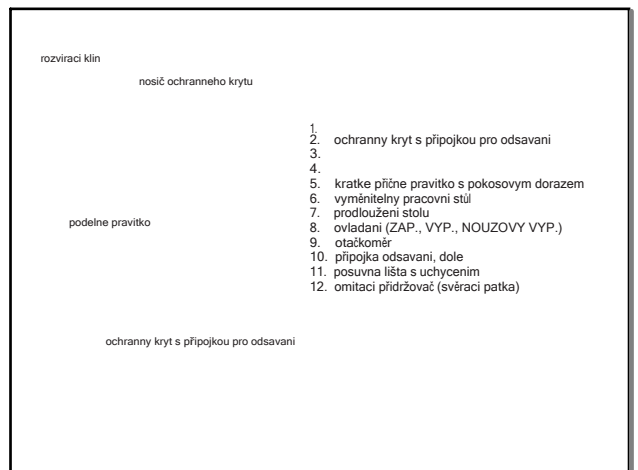 rozviraci klin
nosič ochranneho krytu
1.
2. ochranny kryt s připojkou pro odsavani
3.
4.
5. kratke příčne pravitko s pokosovym dorazem
6. vyměnitelny pracovni stůl
7. prodlouženi stolu
8. ovladani (ZAP., VYP., NOUZOVY VYP.)
9. otačkoměr
10. připojka odsavani, dole
11. posuvna lišta s uchycenim
12. omitaci přidržovač (svěraci patka)
podelne pravitko
ochranny kryt s připojkou pro odsavani